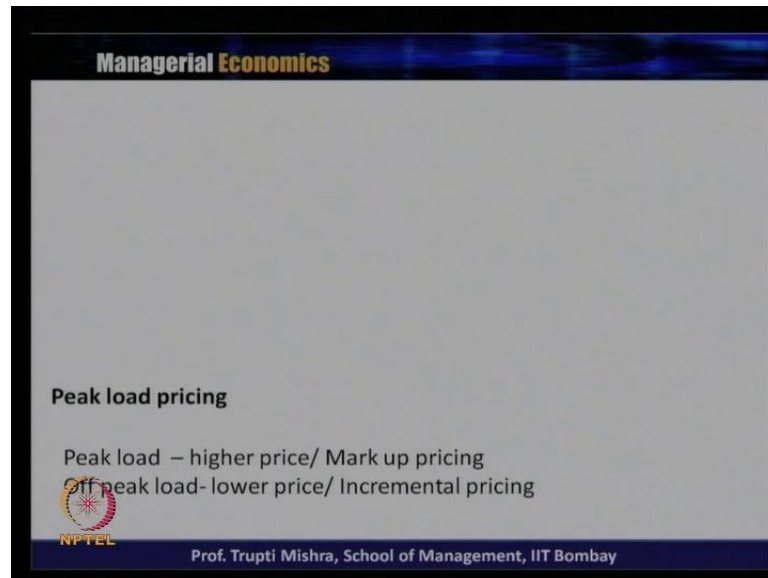 Managerial Economics
Peak load pricing
Peak load – higher price/ Mark up pricing
Off peak load- lower price/ Incremental pricing
NPTEL
Prof. Trupti Mishra, School of Management, IIT Bombay